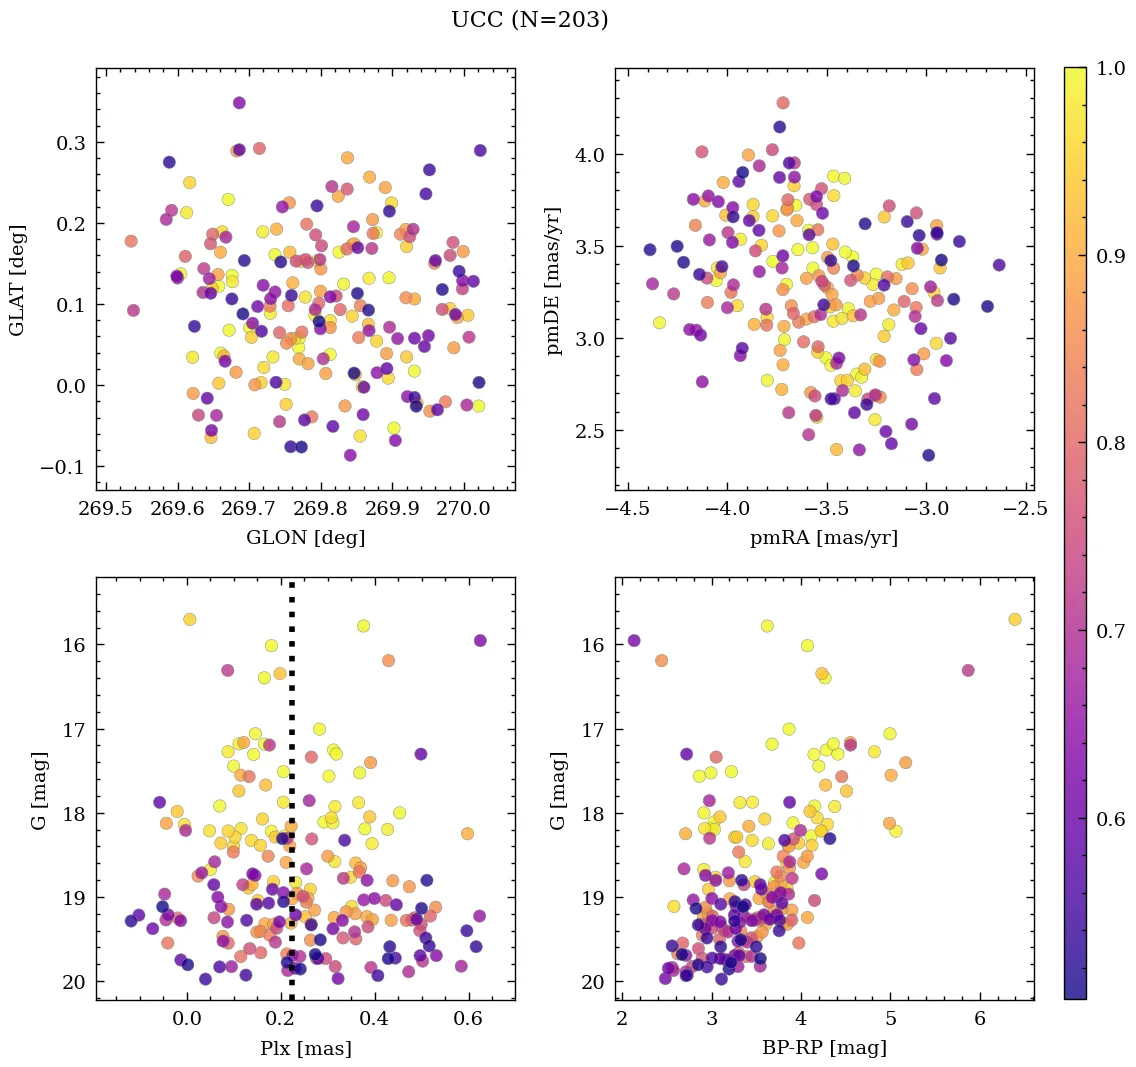 UCC (N=203)
0.3
0.2
0.1
0.0
−0.1
GLAT [deg]
269.5 269.6 269.7 269.8 269.9 270.0
GLON [deg]
4.0
3.5
3.0
2.5
pmDE [mas/yr]
−4.5 −4.0 −3.5 −3.0 −2.5
pmRA [mas/yr]
1.0
0.9
0.8
0.7
0.6
16
17
18
19
20
G [mag]
0.0 0.2 0.4 0.6
Plx [mas]
16
17
18
19
20
G [mag]
2 3 4 5 6
BP-RP [mag]